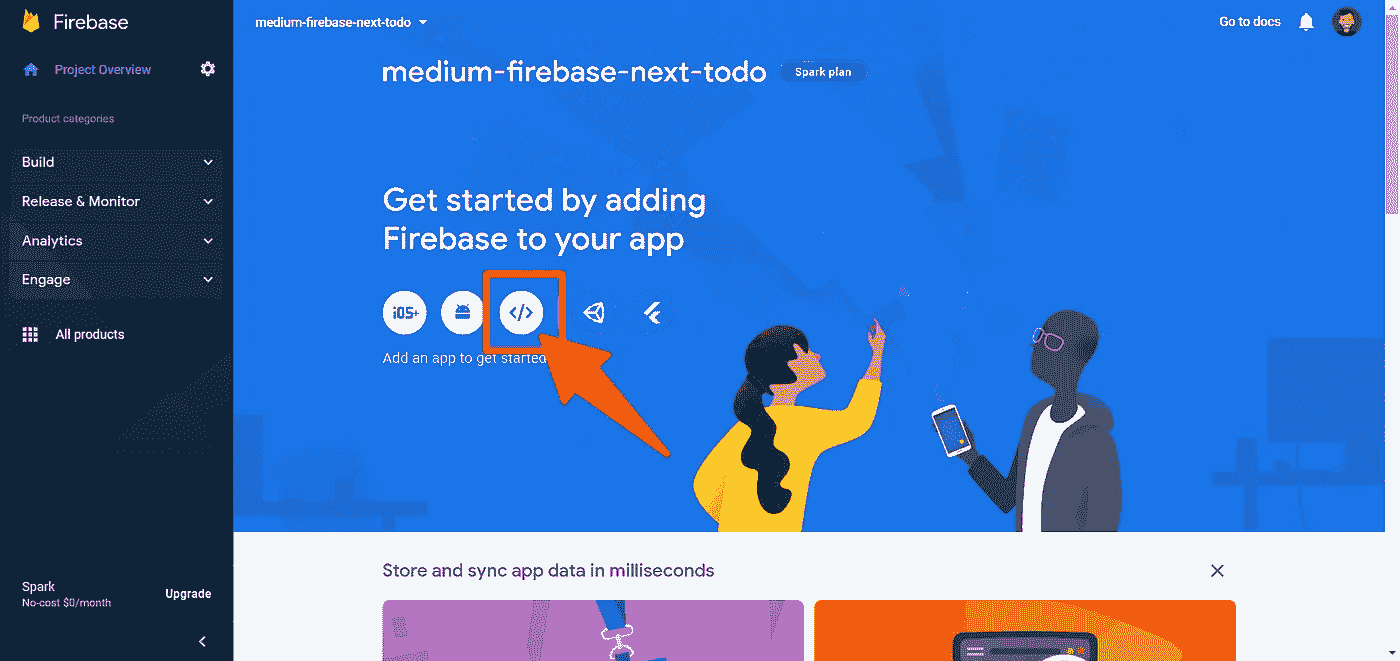 Firebase
Project Overview
Product categories
Build
Release & Monitor
Analytics
Engage
All products
Spark
No-cost $0/month
Upgrade
medium-firebase-next-todo
Go to docs
medium-firebase-next-todo
Spark plan
Get started by adding
Firebase to your app
iOS+
</>
Add an app to get started
Store and sync app data in milliseconds